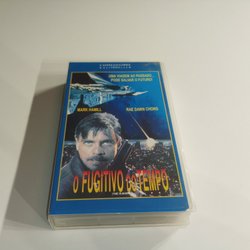 UMA VIAGEM AO PASSADO
PODE SALVAR O FUTURO!
MARK HAMILL
RAE DAWN CHONG
O FUGITIVO DO TEMPO